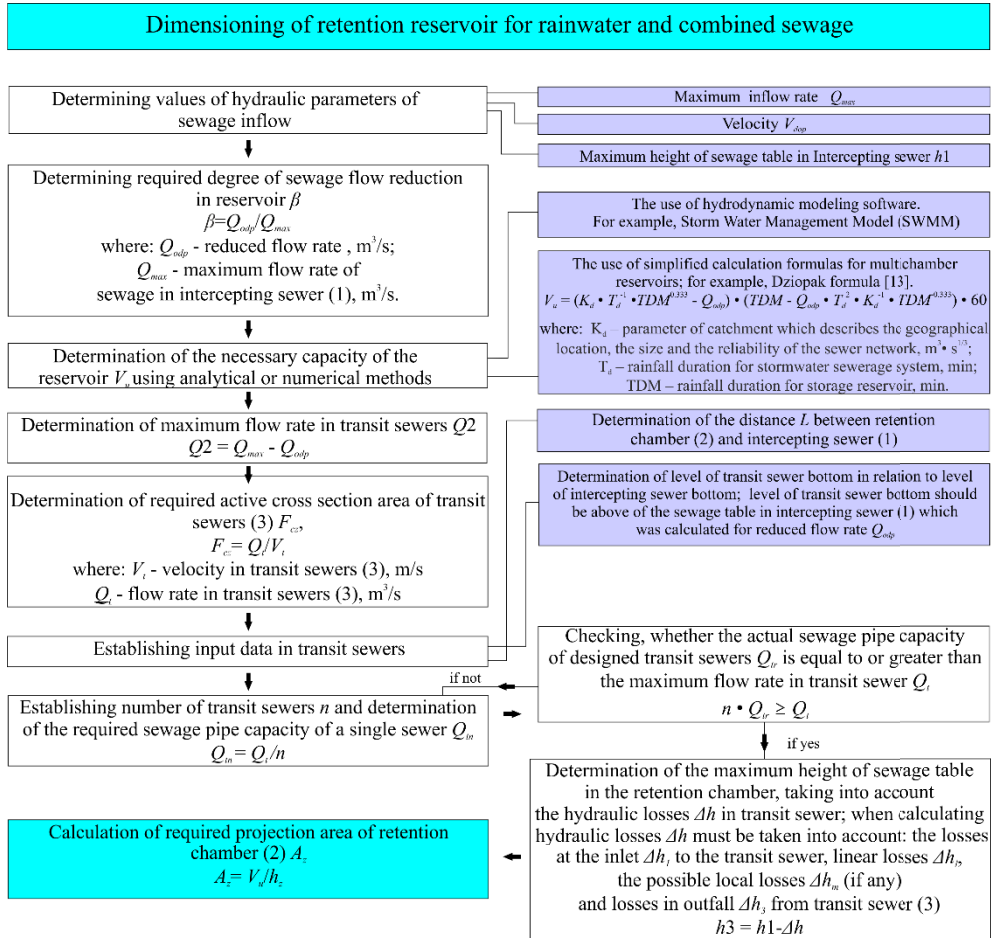 Dimensioning of retention reservoir for rainwater and combined sewage
Determining values of hydraulic parameters of
sewage inflow
Maximum inflow rate Qmax
Velocity Vdop
Maximum height of sewage table in Intercepting sewer h1
Determining required degree of sewage flow reduction
in reservoir β
β=Qodp/Qmax
where: Qodp - reduced flow rate , m³/s;
Qmax - maximum flow rate of
sewage in intercepting sewer (1), m³/s.
The use of hydrodynamic modeling software.
For example, Storm Water Management Model (SWMM)
The use of simplified calculation formulas for multichamber
reservoirs; for example, Dziopak formula [13].
Vu = (Kd • Td⁻¹ • TDM⁰·³³³ - Qodp) • (TDM - Qodp • Td² • Kd⁻¹ • TDM⁰·³³³) • 60
where: Kd – parameter of catchment which describes the geographical
location, the size and the reliability of the sewer network, m³• s¹/³;
Td – rainfall duration for stormwater sewerage system, min;
TDM – rainfall duration for storage reservoir, min.
Determination of the necessary capacity of the
reservoir Vu using analytical or numerical methods
Determination of maximum flow rate in transit sewers Q2
Q2 = Qmax - Qodp
Determination of the distance L between retention
chamber (2) and intercepting sewer (1)
Determination of level of transit sewer bottom in relation to level
of intercepting sewer bottom; level of transit sewer bottom should
be above of the sewage table in intercepting sewer (1) which
was calculated for reduced flow rate Qodp
Determination of required active cross section area of transit
sewers (3) Fcz,
Fcz= Qt/Vt
where: Vt - velocity in transit sewers (3), m/s
Qt - flow rate in transit sewers (3), m³/s
Establishing input data in transit sewers
if not
Establishing number of transit sewers n and determination
of the required sewage pipe capacity of a single sewer Qtn
Qtn = Qt/n
Checking, whether the actual sewage pipe capacity
of designed transit sewers Qtr is equal to or greater than
the maximum flow rate in transit sewer Qt
n • Qtr ≥ Qt
if yes
Determination of the maximum height of sewage table
in the retention chamber, taking into account
the hydraulic losses Δh in transit sewer; when calculating
hydraulic losses Δh must be taken into account: the losses
at the inlet Δh1 to the transit sewer, linear losses Δhl,
the possible local losses Δhm (if any)
and losses in outfall Δh3 from transit sewer (3)
h3 = h1-Δh
Calculation of required projection area of retention
chamber (2) Az
Az= Vu/hz